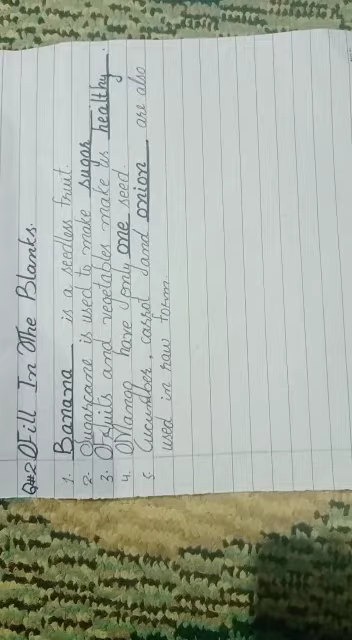 Q#2 Fill In The Blanks.
1. Banana is a seedless fruit.
2. Sugarcane is used to make sugar.
3. Fruits and vegetables make us healthy.
4. Mango have only one seed.
5. Cucumber, carrot and onion are also
used in raw form.